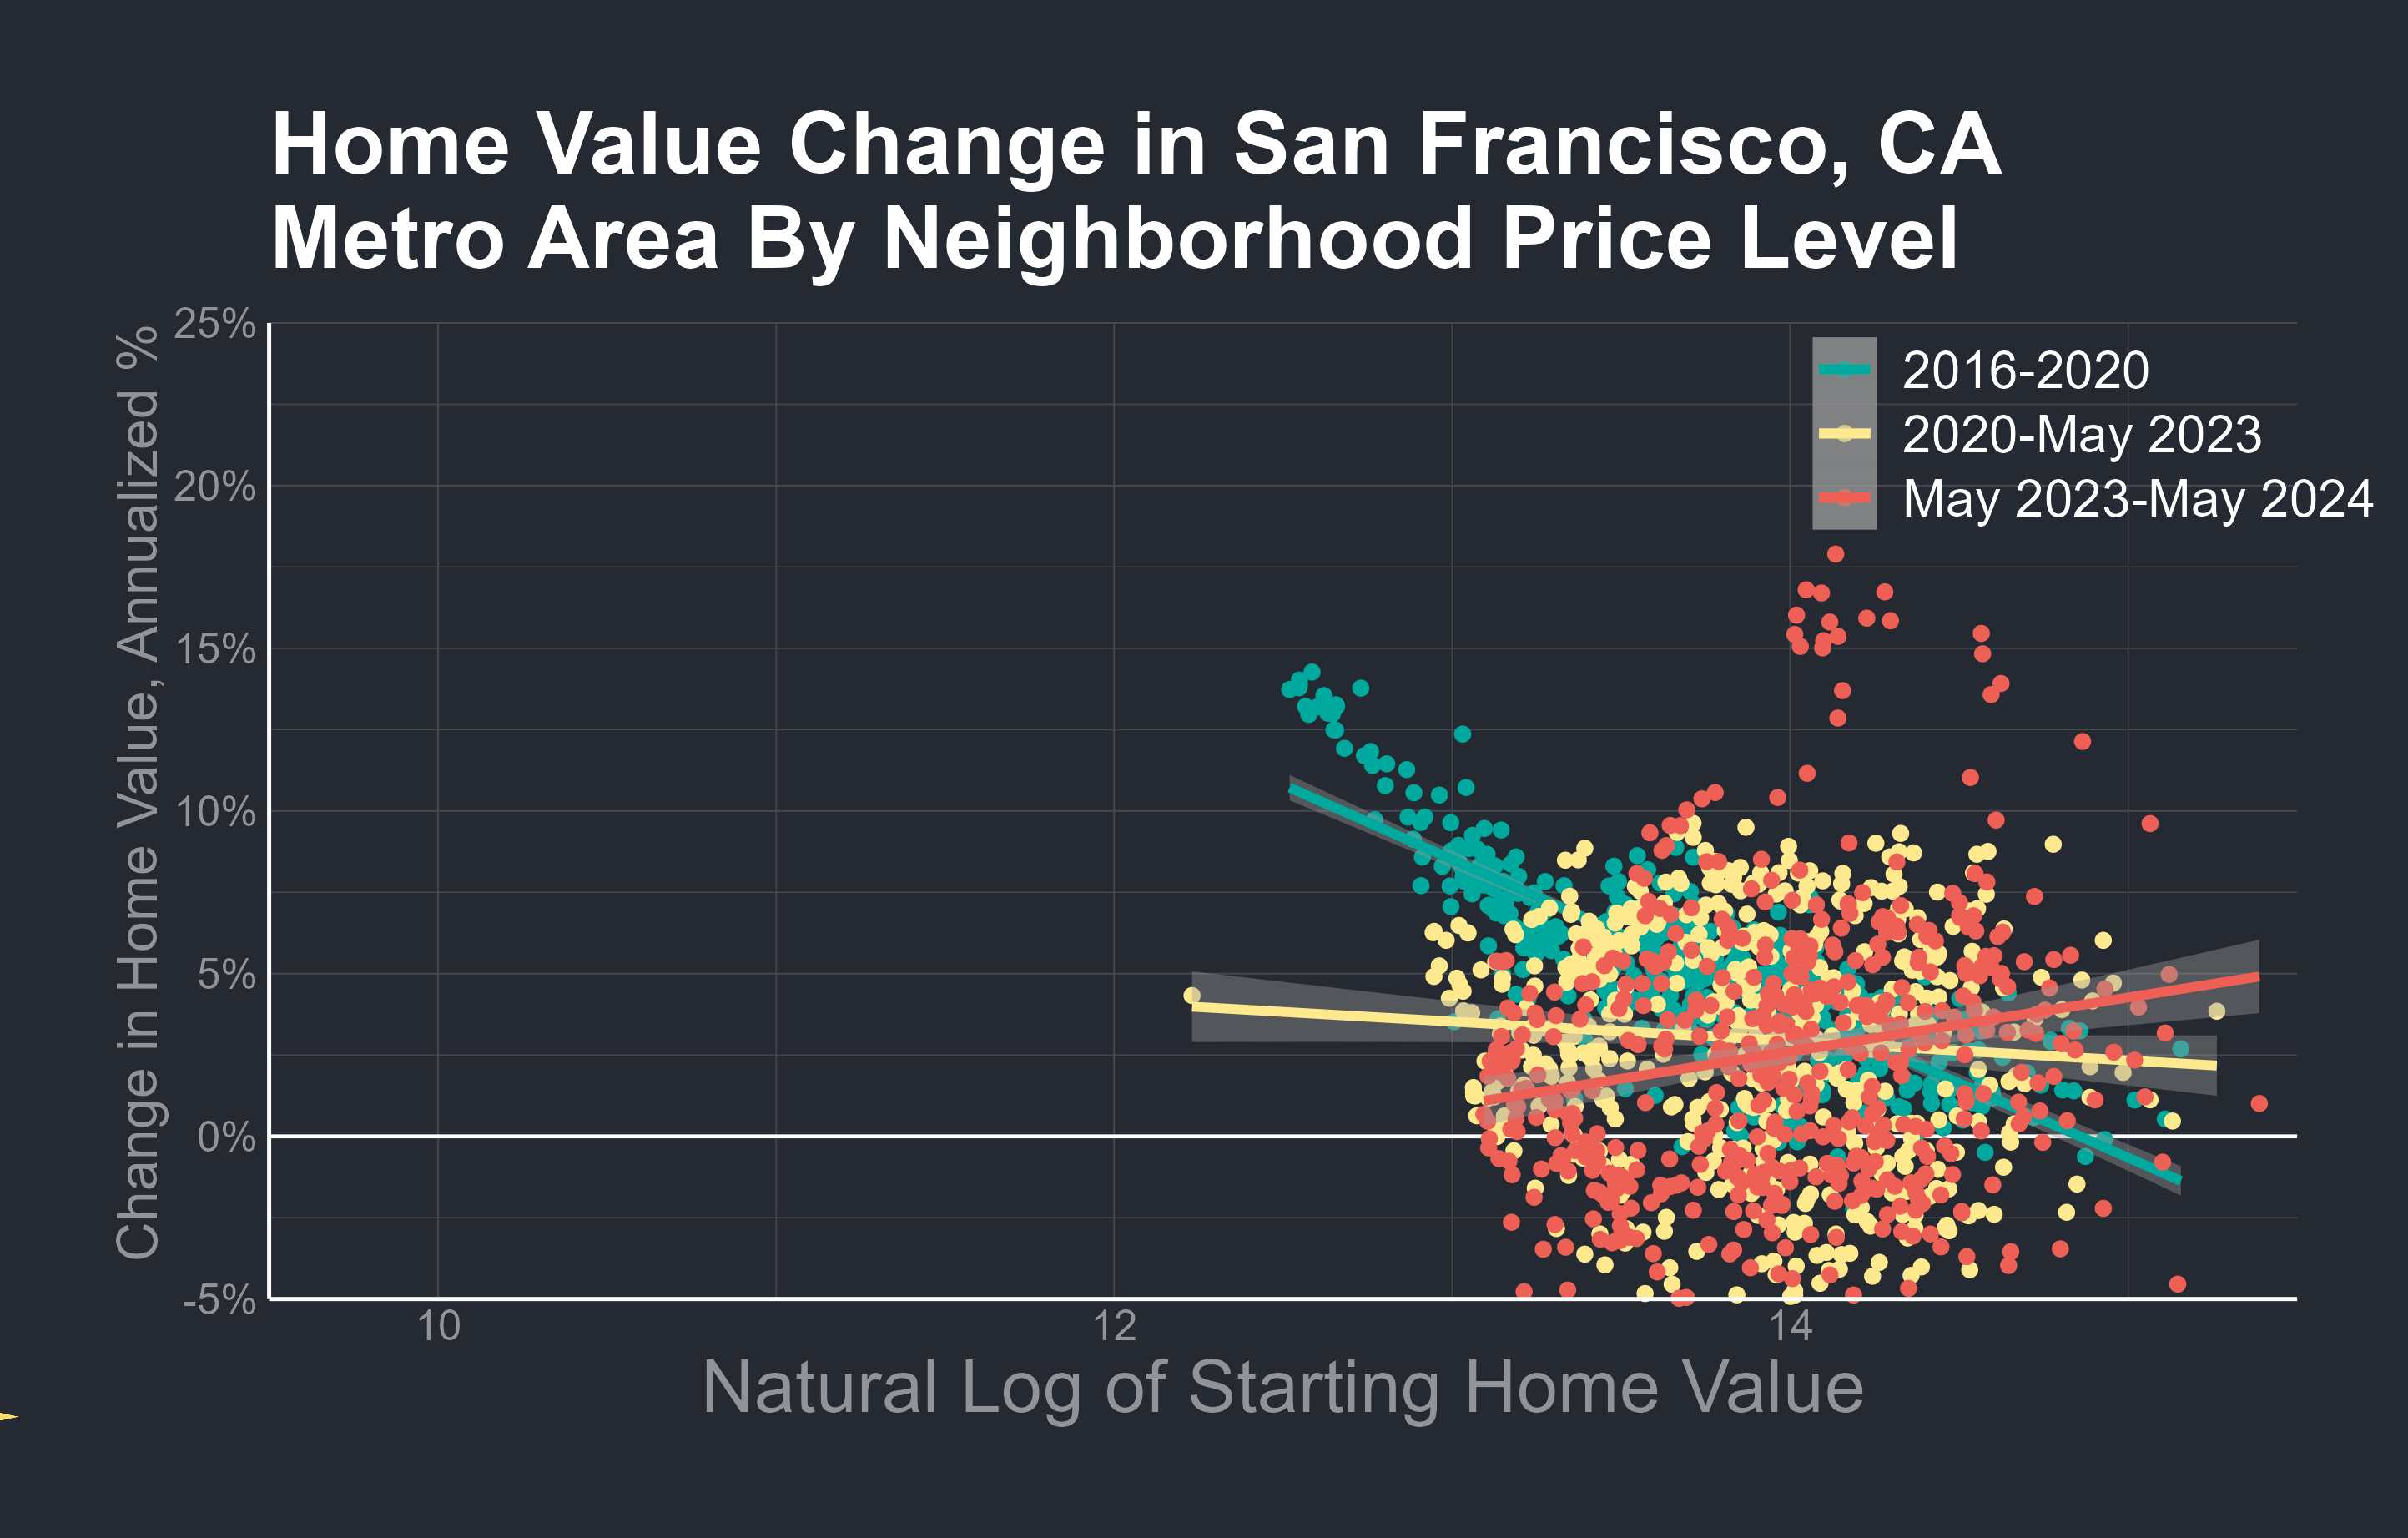 Home Value Change in San Francisco, CA
Metro Area By Neighborhood Price Level
Change in Home Value, Annualized %
25%
20%
15%
10%
5%
0%
-5%
2016-2020
2020-May 2023
May 2023-May 2024
10
12
14
Natural Log of Starting Home Value